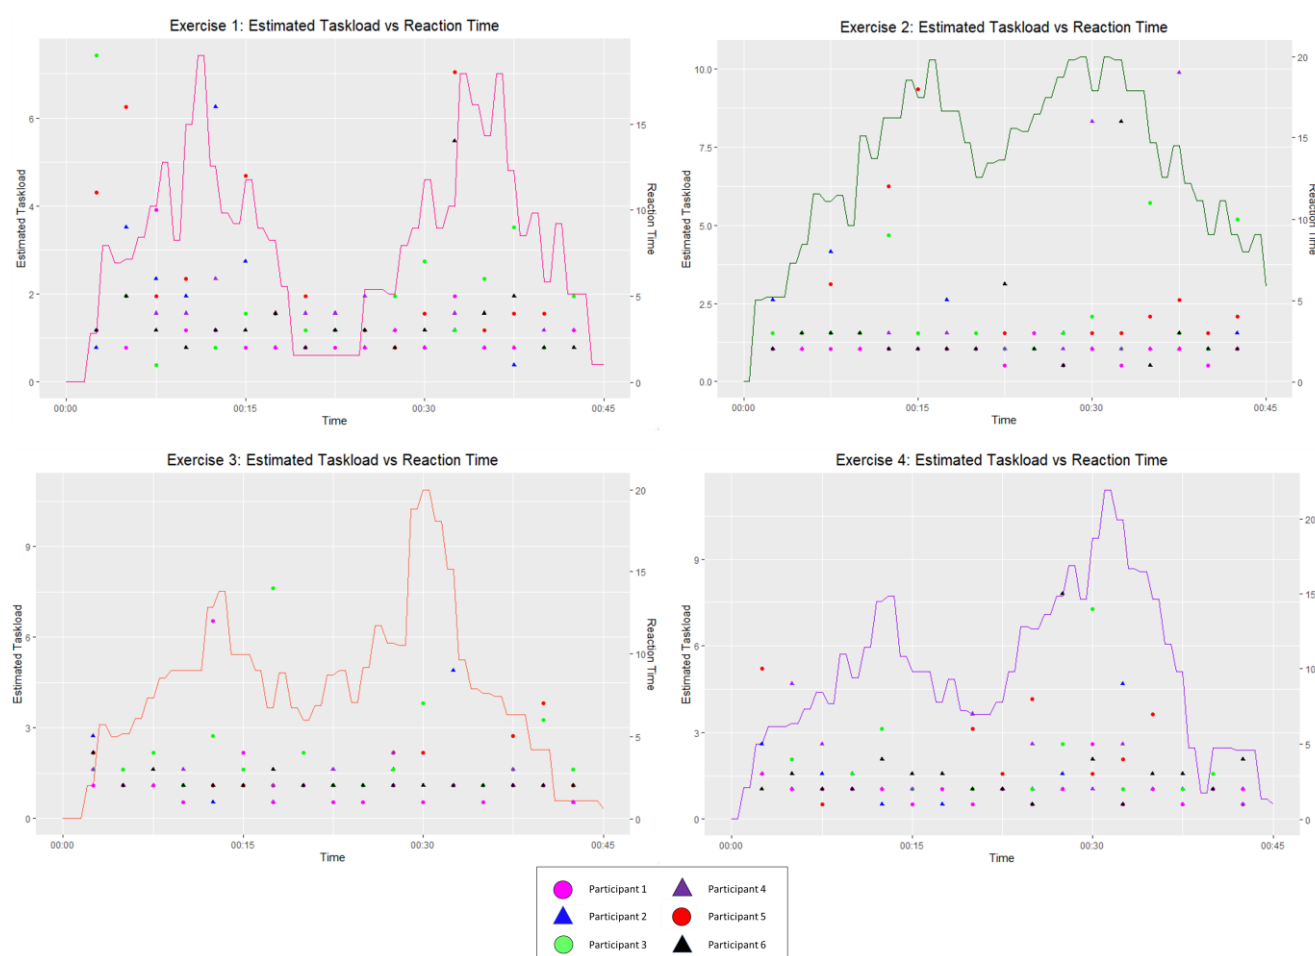 Exercise 1: Estimated Taskload vs Reaction Time
Estimated Taskload
6
4
2
0
15
10
5
0
Reaction Time
00:00
00:15
00:30
00:45
Time
Exercise 2: Estimated Taskload vs Reaction Time
Estimated Taskload
10.0
7.5
5.0
2.5
0.0
20
15
10
5
0
Reaction Time
00:00
00:15
00:30
00:45
Time
Exercise 3: Estimated Taskload vs Reaction Time
Estimated Taskload
9
6
3
0
20
15
10
5
0
Reaction Time
00:00
00:15
00:30
00:45
Time
Exercise 4: Estimated Taskload vs Reaction Time
Estimated Taskload
9
6
3
0
20
15
10
5
0
Reaction Time
00:00
00:15
00:30
00:45
Time
Participant 1
Participant 4
Participant 2
Participant 5
Participant 3
Participant 6